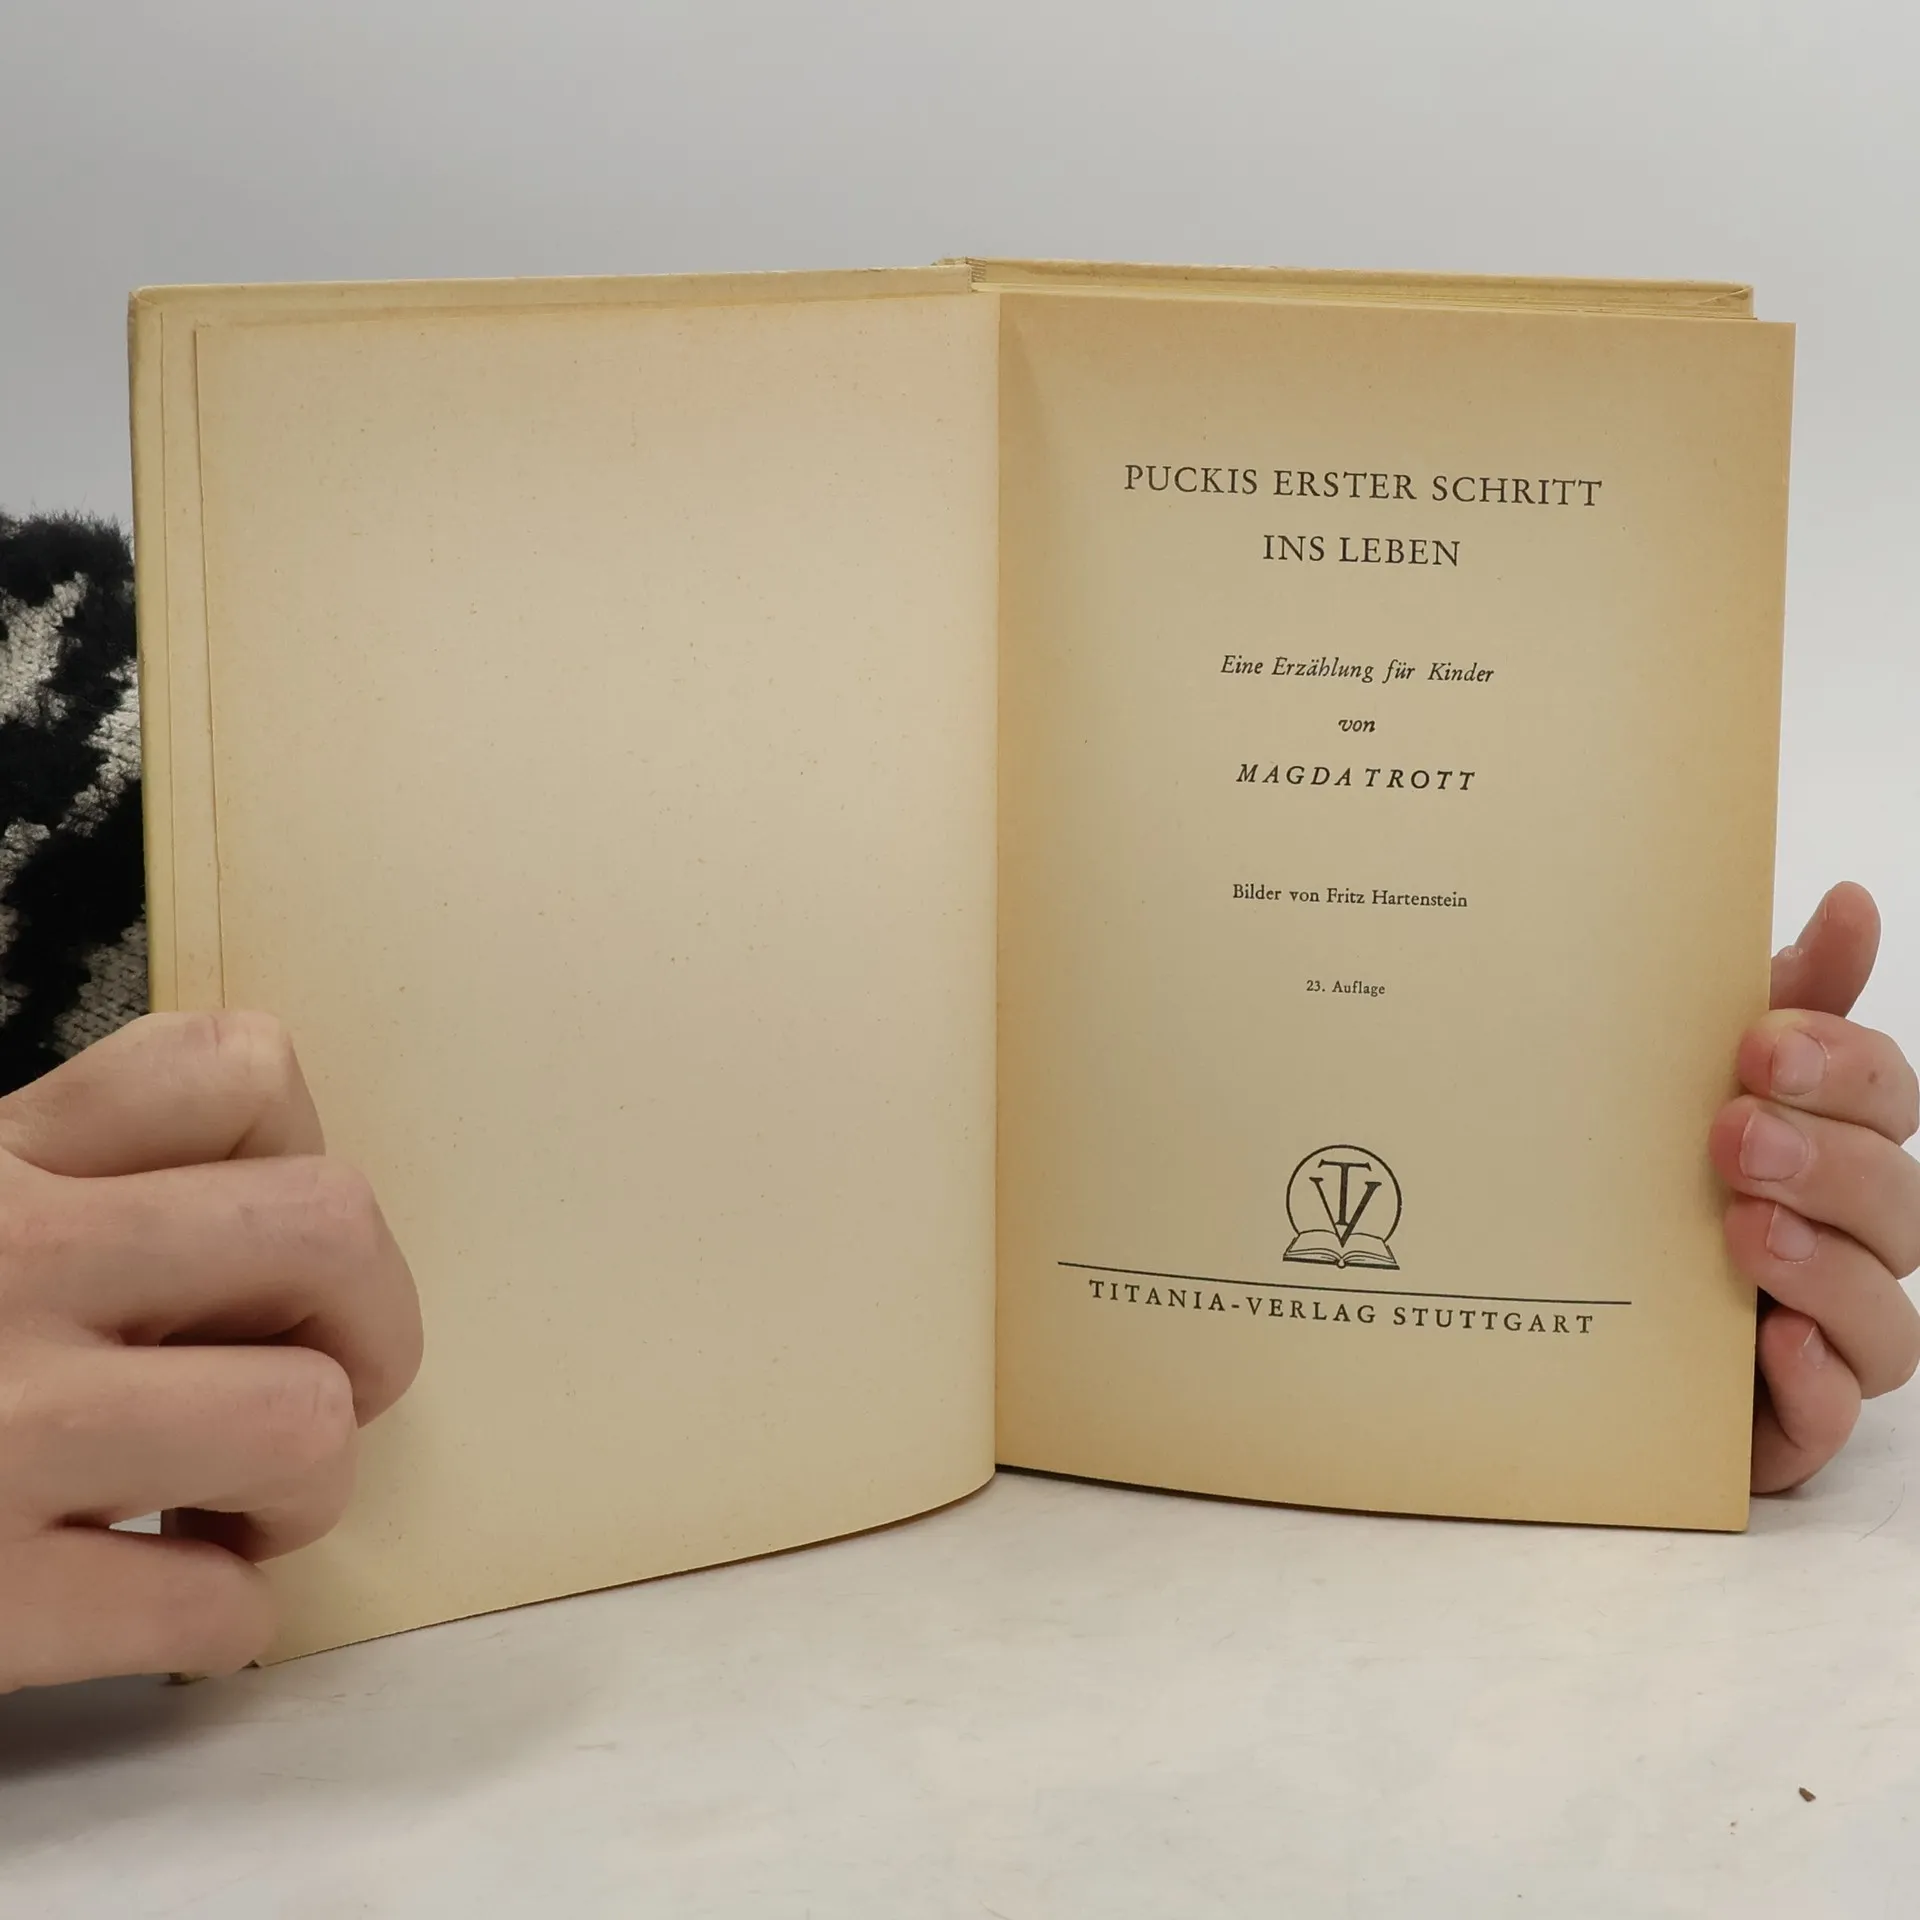 PUCKIS ERSTER SCHRITT
INS LEBEN
Eine Erzählung für Kinder
von
MAGDA TROTT
Bilder von Fritz Hartenstein
23. Auflage
TV
TITANIA-VERLAG STUTTGART